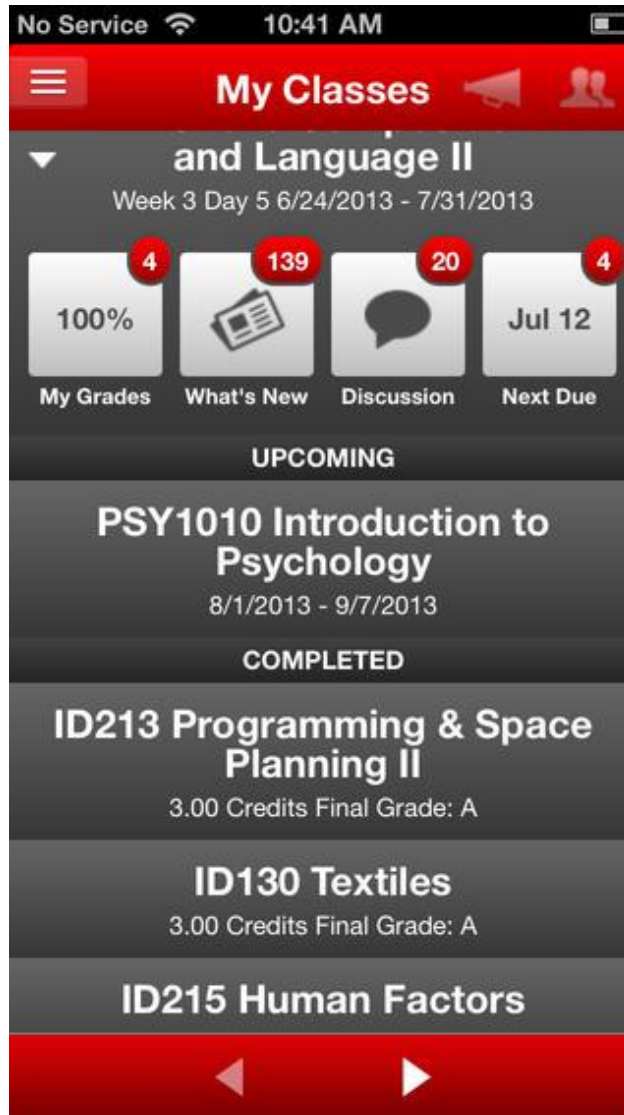 No Service 10:41 AM
My Classes
and Language II
Week 3 Day 5 6/24/2013 - 7/31/2013
4 139 20 4
100% Jul 12
My Grades What's New Discussion Next Due
UPCOMING
PSY1010 Introduction to
Psychology
8/1/2013 - 9/7/2013
COMPLETED
ID213 Programming & Space
Planning II
3.00 Credits Final Grade: A
ID130 Textiles
3.00 Credits Final Grade: A
ID215 Human Factors